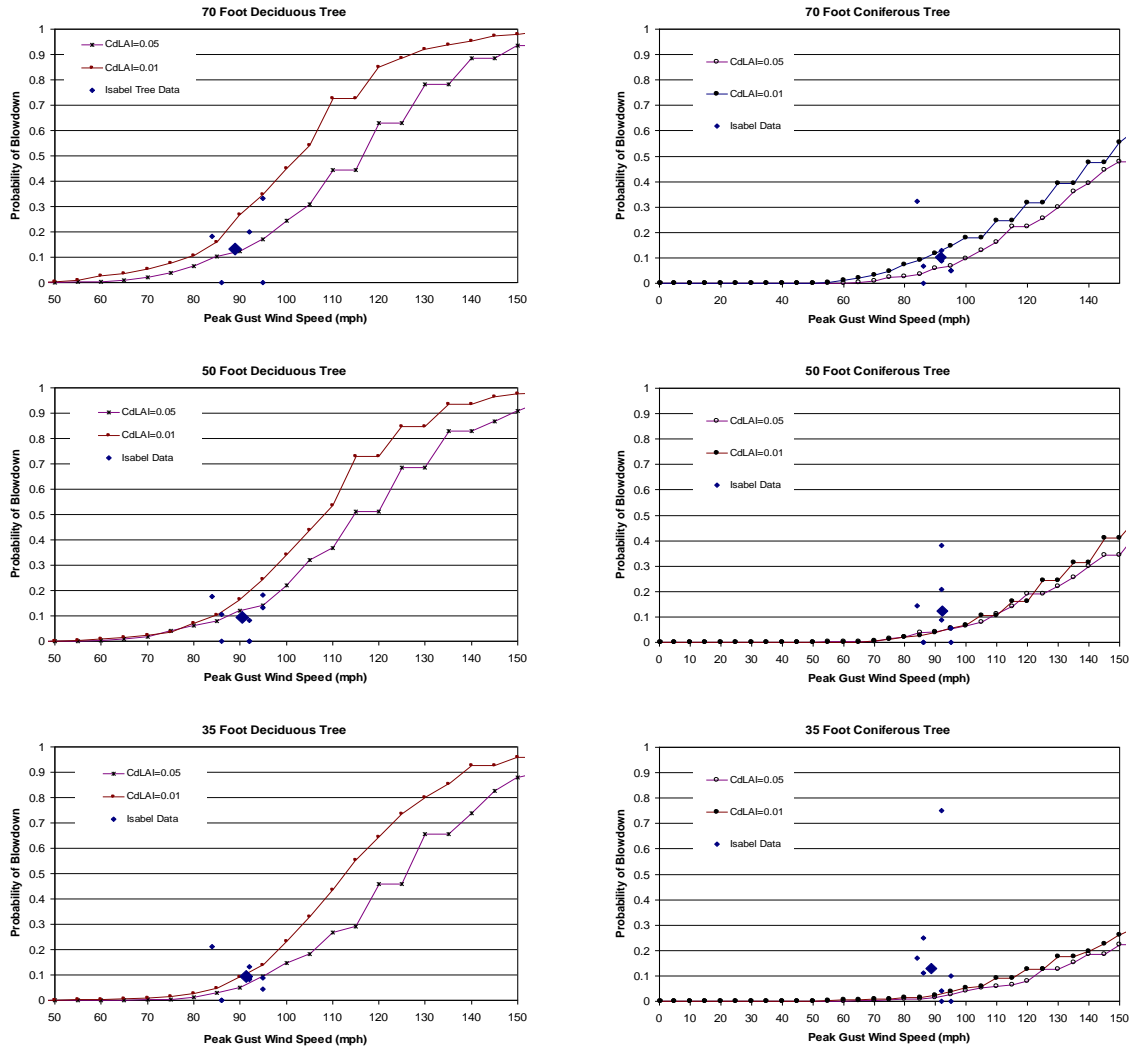 70 Foot Deciduous Tree
Probability of Blowdown
1
0.9
0.8
0.7
0.6
0.5
0.4
0.3
0.2
0.1
0
CdLAI=0.05
CdLAI=0.01
Isabel Tree Data
50 60 70 80 90 100 110 120 130 140 150
Peak Gust Wind Speed (mph)
70 Foot Coniferous Tree
Probability of Blowdown
1
0.9
0.8
0.7
0.6
0.5
0.4
0.3
0.2
0.1
0
CdLAI=0.05
CdLAI=0.01
Isabel Data
0 20 40 60 80 100 120 140
Peak Gust Wind Speed (mph)
50 Foot Deciduous Tree
Probability of Blowdown
1
0.9
0.8
0.7
0.6
0.5
0.4
0.3
0.2
0.1
0
CdLAI=0.05
CdLAI=0.01
Isabel Data
50 60 70 80 90 100 110 120 130 140 150
Peak Gust Wind Speed (mph)
50 Foot Coniferous Tree
Probability of Blowdown
1
0.9
0.8
0.7
0.6
0.5
0.4
0.3
0.2
0.1
0
CdLAI=0.05
CdLAI=0.01
Isabel Data
0 10 20 30 40 50 60 70 80 90 100 110 120 130 140 150
Peak Gust Wind Speed (mph)
35 Foot Deciduous Tree
Probability of Blowdown
1
0.9
0.8
0.7
0.6
0.5
0.4
0.3
0.2
0.1
0
CdLAI=0.05
CdLAI=0.01
Isabel Data
50 60 70 80 90 100 110 120 130 140 150
Peak Gust Wind Speed (mph)
35 Foot Coniferous Tree
Probability of Blowdown
1
0.9
0.8
0.7
0.6
0.5
0.4
0.3
0.2
0.1
0
CdLAI=0.05
CdLAI=0.01
Isabel Data
0 10 20 30 40 50 60 70 80 90 100 110 120 130 140 150
Peak Gust Wind Speed (mph)